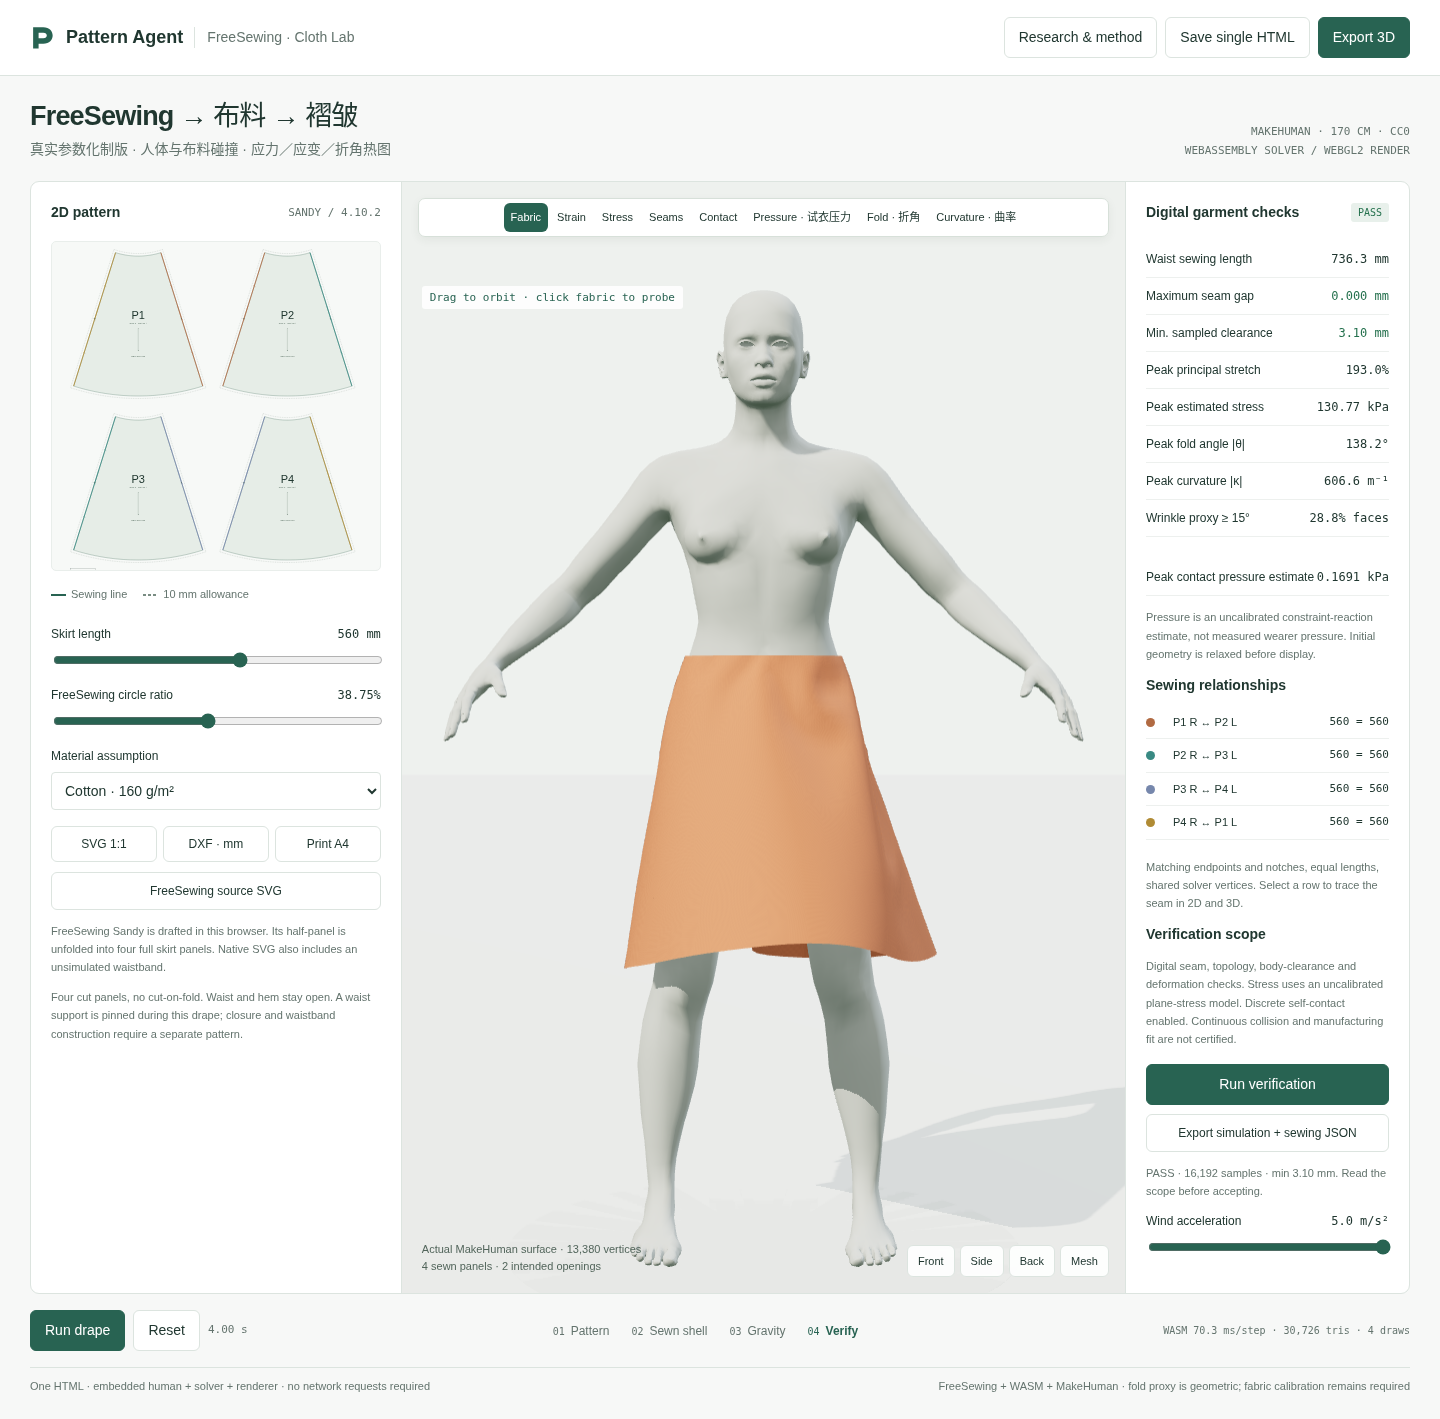 Pattern Agent
FreeSewing · Cloth Lab
Research & method
Save single HTML
Export 3D
FreeSewing → 布料 → 褶皱
真实参数化制版 · 人体与布料碰撞 · 应力／应变／折角热图
MAKEHUMAN · 170 CM · CC0
WEBASSEMBLY SOLVER / WEBGL2 RENDER
2D pattern
SANDY / 4.10.2
P1
P2
P3
P4
Sewing line
10 mm allowance
Skirt length
560 mm
FreeSewing circle ratio
38.75%
Material assumption
Cotton · 160 g/m²
SVG 1:1
DXF · mm
Print A4
FreeSewing source SVG
FreeSewing Sandy is drafted in this browser. Its half-panel is
unfolded into four full skirt panels. Native SVG also includes an
unsimulated waistband.
Four cut panels, no cut-on-fold. Waist and hem stay open. A waist
support is pinned during this drape; closure and waistband
construction require a separate pattern.
Fabric
Strain
Stress
Seams
Contact
Pressure · 试衣压力
Fold · 折角
Curvature · 曲率
Drag to orbit · click fabric to probe
Actual MakeHuman surface · 13,380 vertices
4 sewn panels · 2 intended openings
Front
Side
Back
Mesh
Digital garment checks
PASS
Waist sewing length
736.3 mm
Maximum seam gap
0.000 mm
Min. sampled clearance
3.10 mm
Peak principal stretch
193.0%
Peak estimated stress
130.77 kPa
Peak fold angle |θ|
138.2°
Peak curvature |κ|
606.6 m⁻¹
Wrinkle proxy ≥ 15°
28.8% faces
Peak contact pressure estimate
0.1691 kPa
Pressure is an uncalibrated constraint-reaction
estimate, not measured wearer pressure. Initial
geometry is relaxed before display.
Sewing relationships
P1 R ↔ P2 L
560 = 560
P2 R ↔ P3 L
560 = 560
P3 R ↔ P4 L
560 = 560
P4 R ↔ P1 L
560 = 560
Matching endpoints and notches, equal lengths,
shared solver vertices. Select a row to trace the
seam in 2D and 3D.
Verification scope
Digital seam, topology, body-clearance and
deformation checks. Stress uses an uncalibrated
plane-stress model. Discrete self-contact
enabled. Continuous collision and manufacturing
fit are not certified.
Run verification
Export simulation + sewing JSON
PASS · 16,192 samples · min 3.10 mm. Read the
scope before accepting.
Wind acceleration
5.0 m/s²
Run drape
Reset
4.00 s
01 Pattern
02 Sewn shell
03 Gravity
04 Verify
WASM 70.3 ms/step · 30,726 tris · 4 draws
One HTML · embedded human + solver + renderer · no network requests required
FreeSewing + WASM + MakeHuman · fold proxy is geometric; fabric calibration remains required